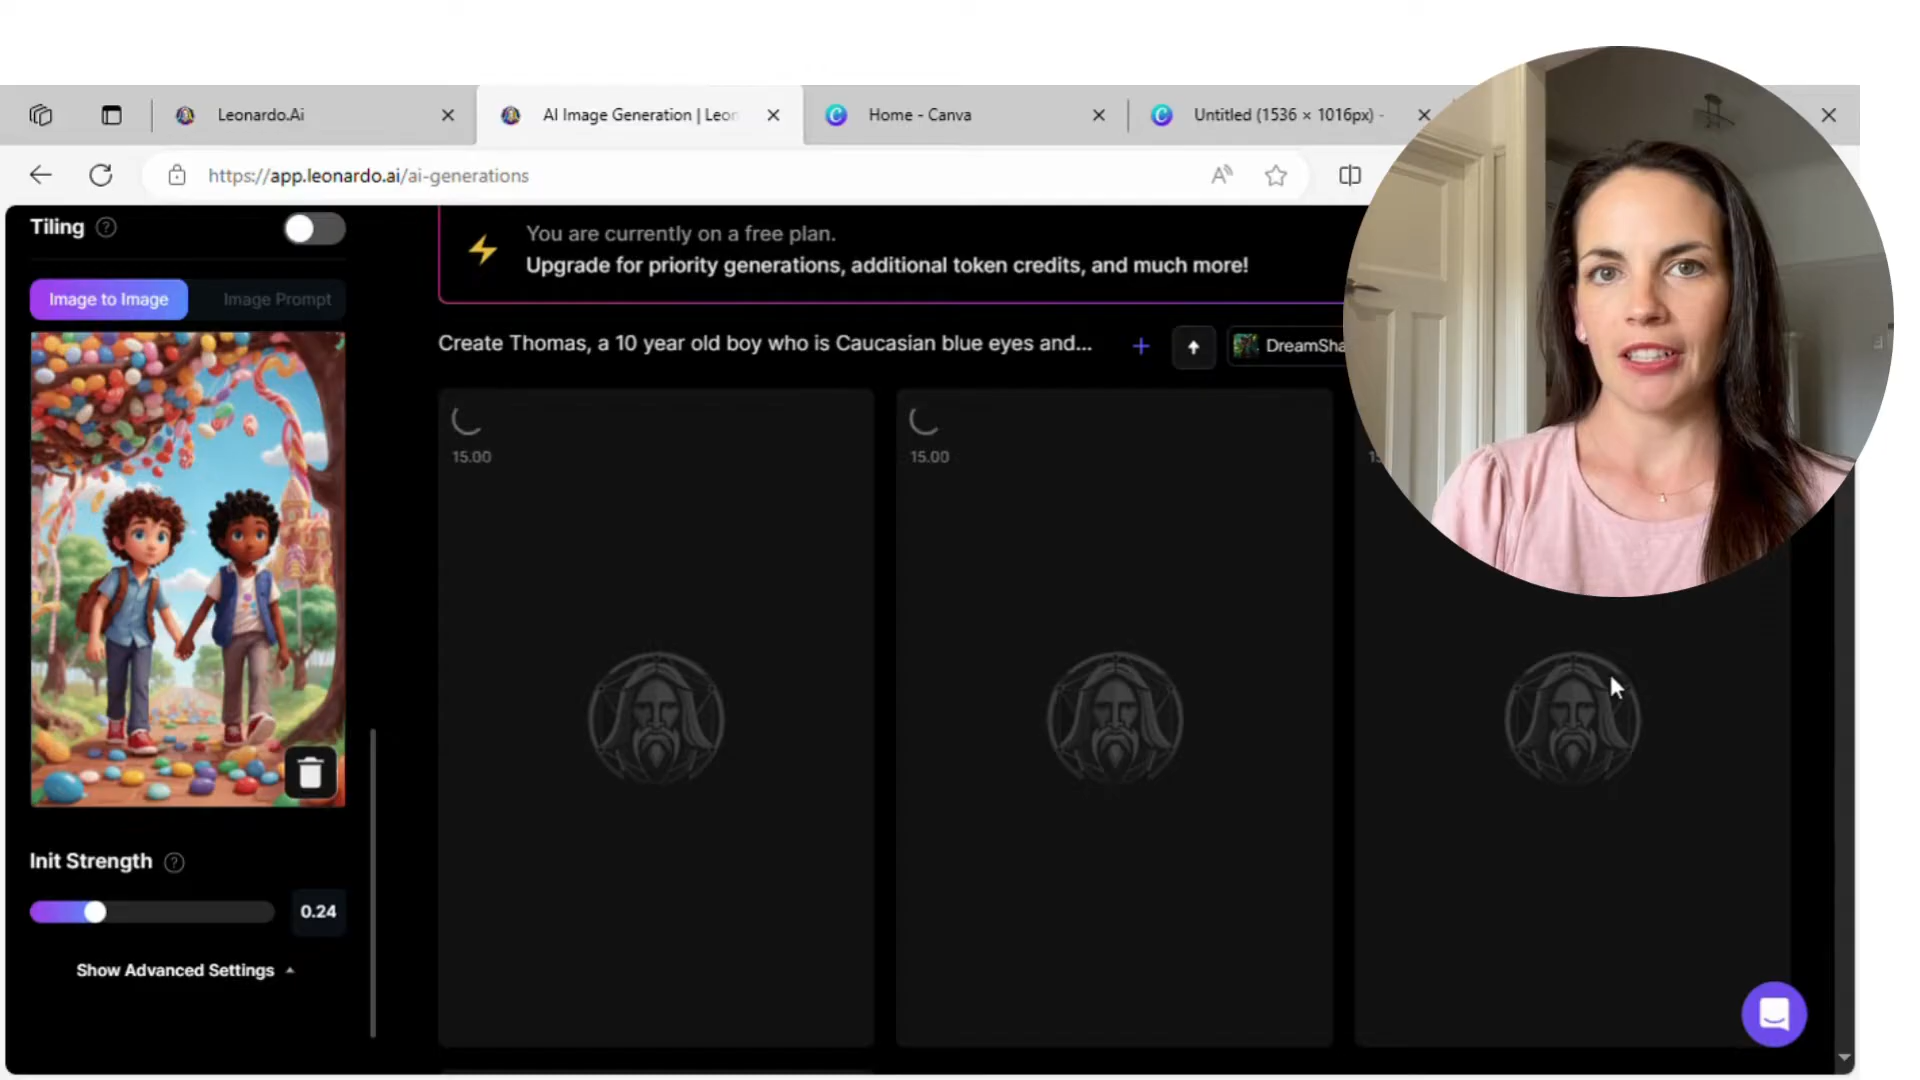 Leonardo.Ai
AI Image Generation | Leon
Home - Canva
Untitled (1536 × 1016px) -
https://app.leonardo.ai/ai-generations
Tiling
You are currently on a free plan.
Upgrade for priority generations, additional token credits, and much more!
Image to Image
Image Prompt
Create Thomas, a 10 year old boy who is Caucasian blue eyes and...
DreamSha
15.00
15.00
Init Strength
0.24
Show Advanced Settings